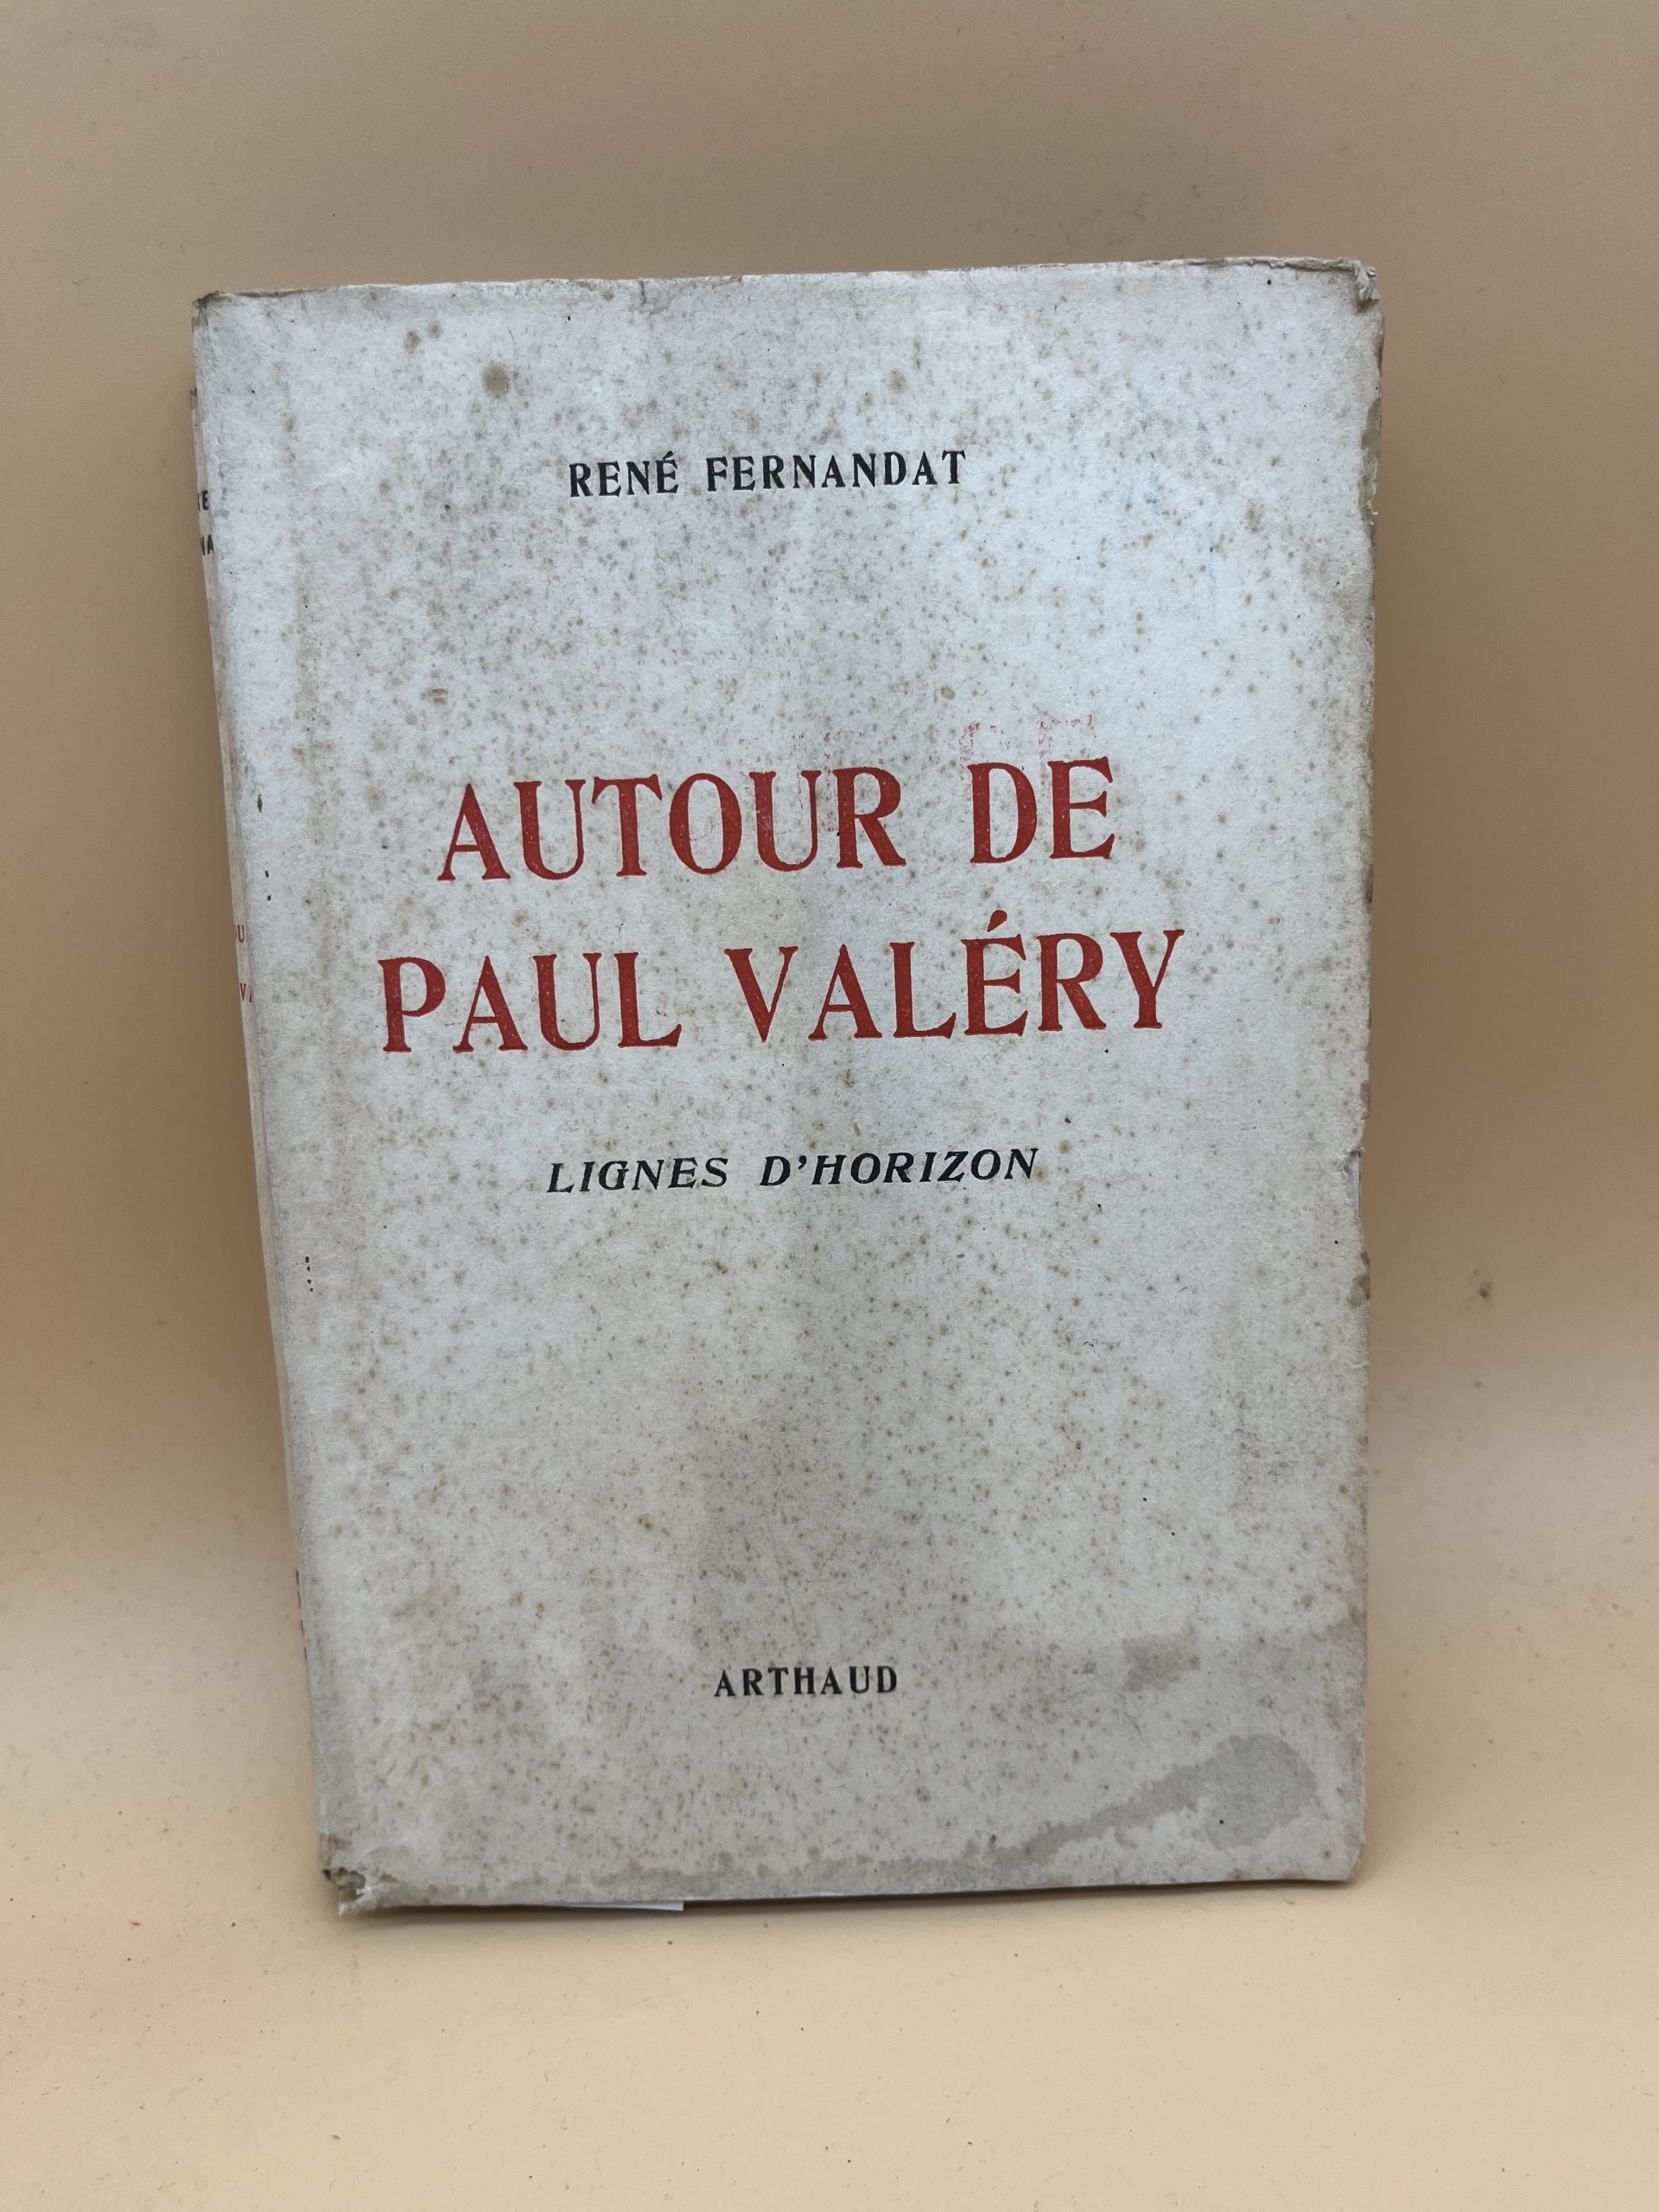 RENÉ FERNANDAT
AUTOUR DE
PAUL VALÉRY
LIGNES D'HORIZON
ARTHAUD